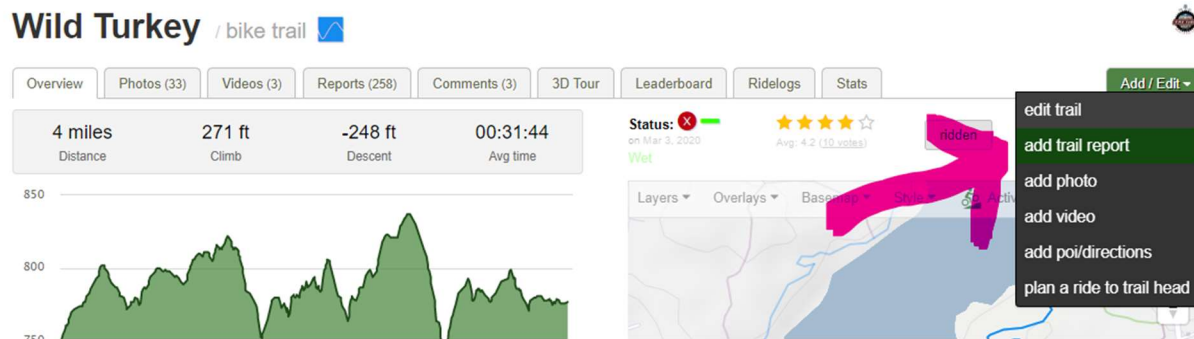 Wild Turkey / bike trail
Overview Photos (33) Videos (3) Reports (258) Comments (3) 3D Tour Leaderboard Ridelogs Stats Add / Edit
4 miles 271 ft -248 ft 00:31:44
Distance Climb Descent Avg time
Status: X
on Mar 3, 2020
Wet
Avg: 4.2 (10 votes)
ridden
edit trail
add trail report
add photo
add video
add poi/directions
plan a ride to trail head
Layers Overlays Basemap Style
850
800
750